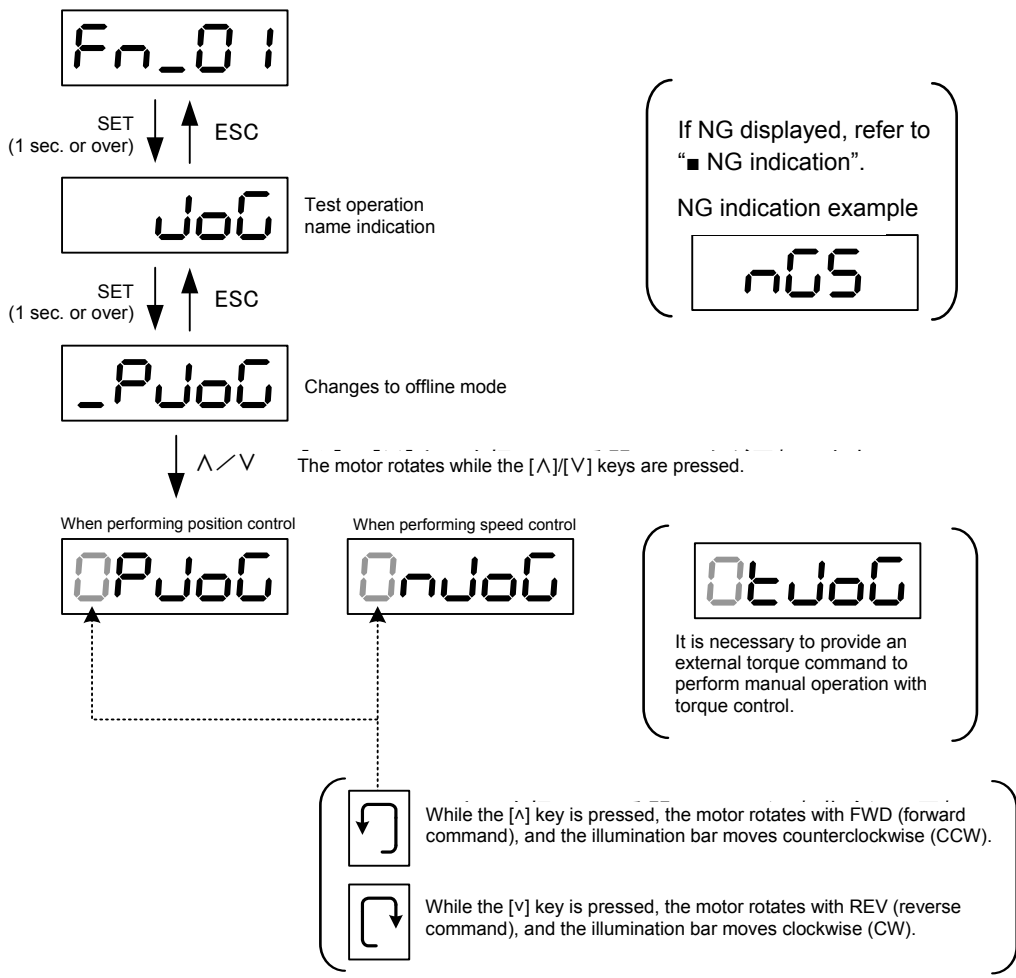 Fn_01
SET
(1 sec. or over)
ESC
If NG displayed, refer to
“■ NG indication”.
NG indication example
nG5
JoG
Test operation
name indication
SET
(1 sec. or over)
ESC
_PJoG
Changes to offline mode
∧／∨
The motor rotates while the [∧]/[∨] keys are pressed.
When performing position control
When performing speed control
0PJoG
0nJoG
0tJoG
It is necessary to provide an
external torque command to
perform manual operation with
torque control.
While the [∧] key is pressed, the motor rotates with FWD (forward
command), and the illumination bar moves counterclockwise (CCW).
While the [∨] key is pressed, the motor rotates with REV (reverse
command), and the illumination bar moves clockwise (CW).